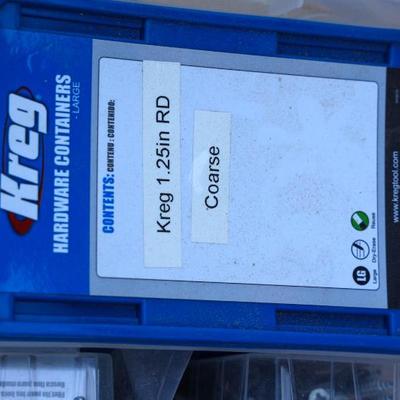 Kreg
HARDWARE CONTAINERS
- LARGE
CONTENTS: CONTENU : CONTENIDO:
Kreg 1.25in RD
Coarse
LG
Large
Dry-Erase
Reuse
www.kregtool.com